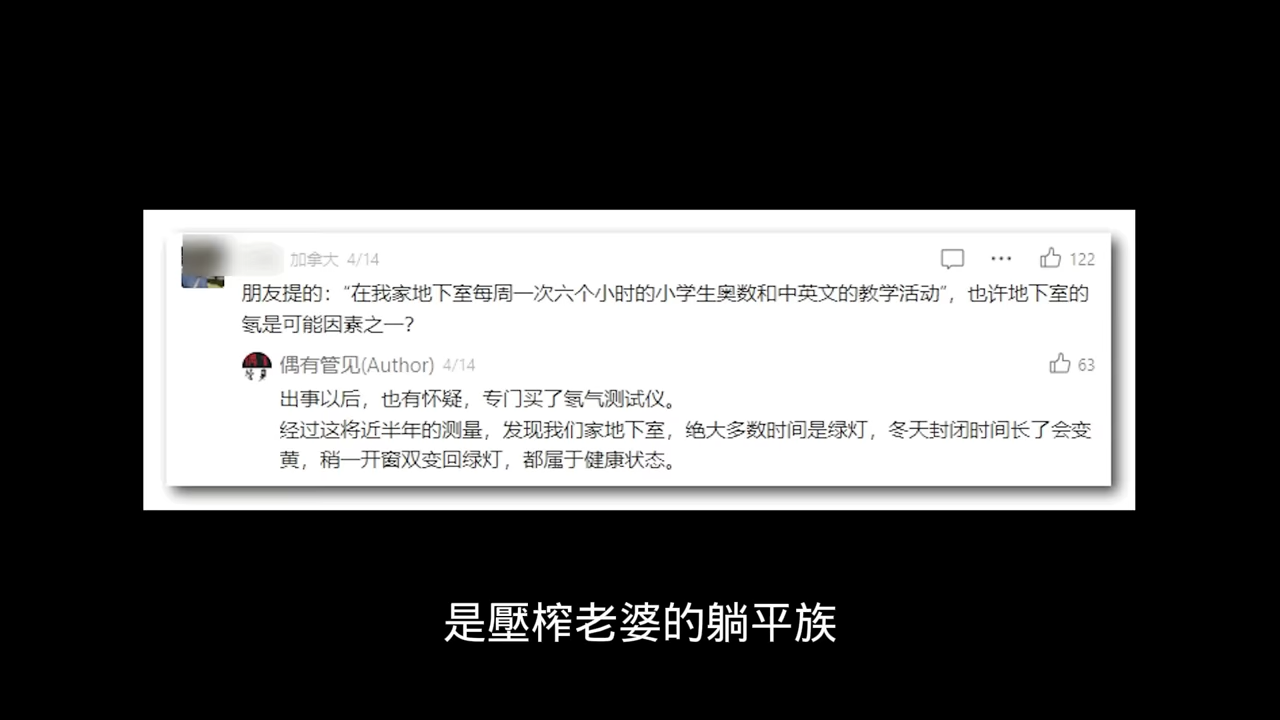 加拿大 4/14
122
朋友提的：“在我家地下室每周一次六个小时的小学生奥数和中英文的教学活动”，也许地下室的
氡是可能因素之一？
偶有管见(Author) 4/14
63
出事以后，也有怀疑，专门买了氡气测试仪。
经过这将近半年的测量，发现我们家地下室，绝大多数时间是绿灯，冬天封闭时间长了会变
黄，稍一开窗双变回绿灯，都属于健康状态。
是壓榨老婆的躺平族